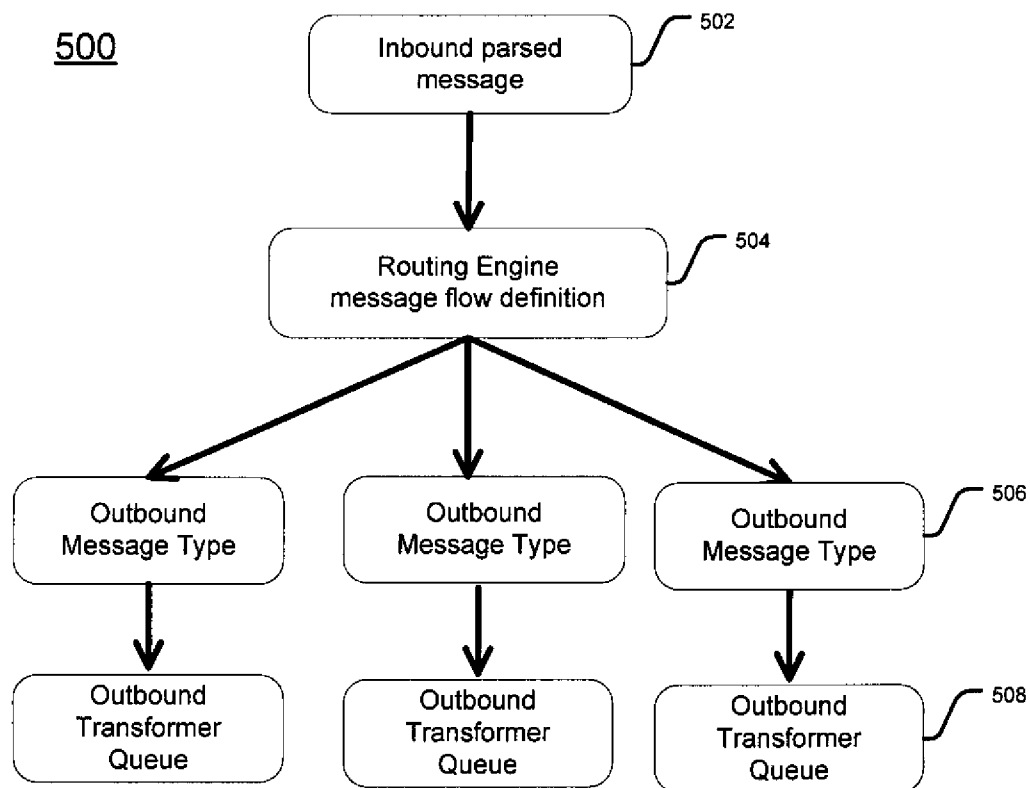 500
502
Inbound parsed
message
504
Routing Engine
message flow definition
506
Outbound
Message Type
Outbound
Message Type
Outbound
Message Type
508
Outbound
Transformer
Queue
Outbound
Transformer
Queue
Outbound
Transformer
Queue